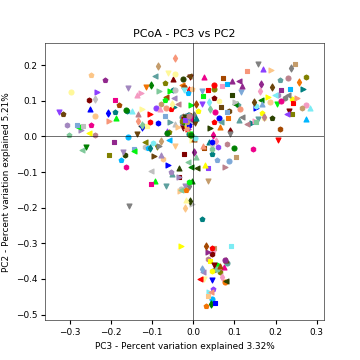 PCoA - PC3 vs PC2
0.2
0.1
0.0
−0.1
−0.2
−0.3
−0.4
−0.5
PC2 - Percent variation explained 5.21%
−0.3 −0.2 −0.1 0.0 0.1 0.2 0.3
PC3 - Percent variation explained 3.32%